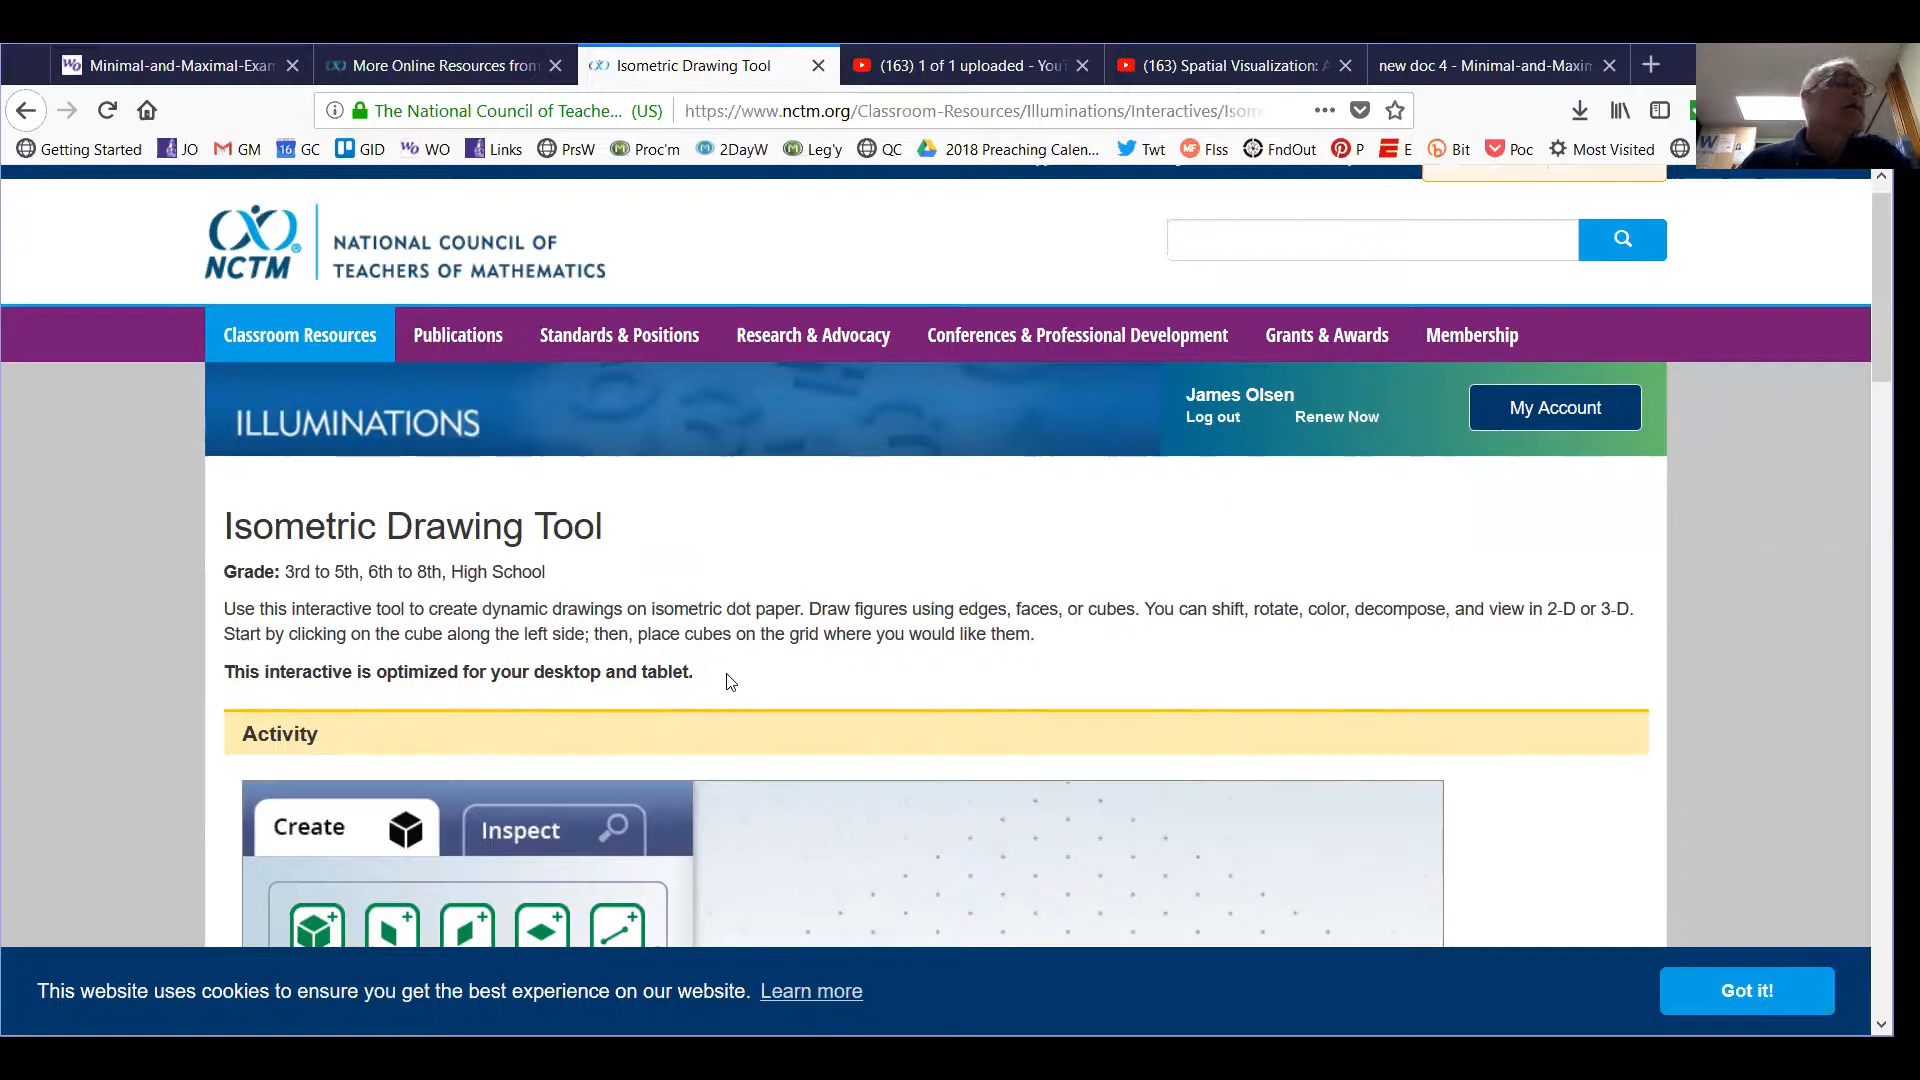 Minimal-and-Maximal-Exam
More Online Resources from
Isometric Drawing Tool
(163) 1 of 1 uploaded - YouT
(163) Spatial Visualization: A
new doc 4 - Minimal-and-Maxim
The National Council of Teache... (US)
https://www.nctm.org/Classroom-Resources/Illuminations/Interactives/Isom
Getting Started JO GM GC GID WO Links PrsW Proc'm 2DayW Leg'y QC 2018 Preaching Calen... Twt FIss FndOut P E Bit Poc Most Visited
NCTM
NATIONAL COUNCIL OF
TEACHERS OF MATHEMATICS
Classroom Resources Publications Standards & Positions Research & Advocacy Conferences & Professional Development Grants & Awards Membership
ILLUMINATIONS
James Olsen
Log out Renew Now
My Account
Isometric Drawing Tool
Grade: 3rd to 5th, 6th to 8th, High School
Use this interactive tool to create dynamic drawings on isometric dot paper. Draw figures using edges, faces, or cubes. You can shift, rotate, color, decompose, and view in 2-D or 3-D.
Start by clicking on the cube along the left side; then, place cubes on the grid where you would like them.
This interactive is optimized for your desktop and tablet.
Activity
Create
Inspect
This website uses cookies to ensure you get the best experience on our website. Learn more
Got it!